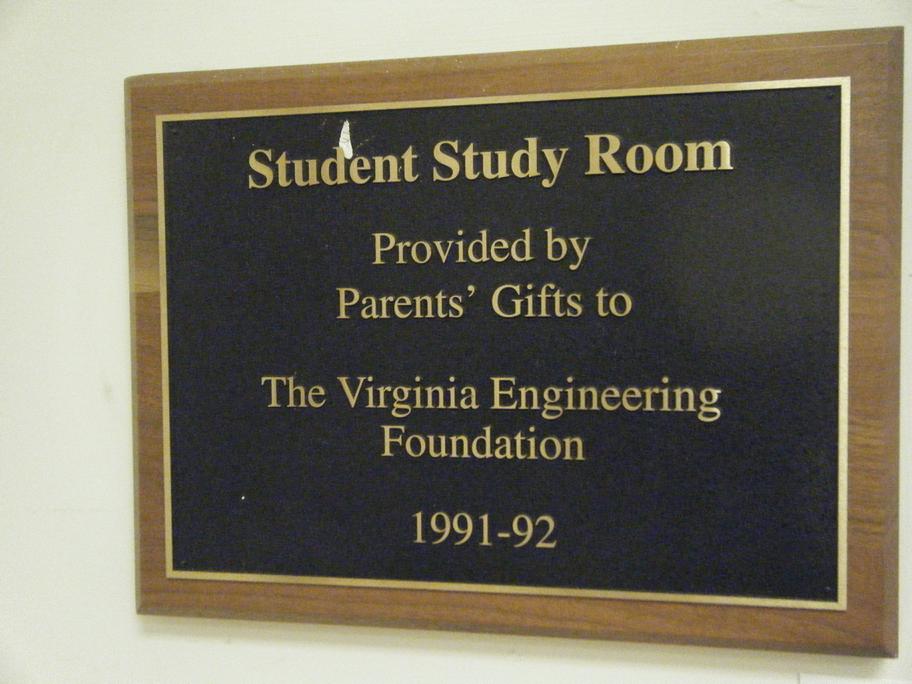 Student Study Room
Provided by
Parents' Gifts to
The Virginia Engineering
Foundation
1991-92